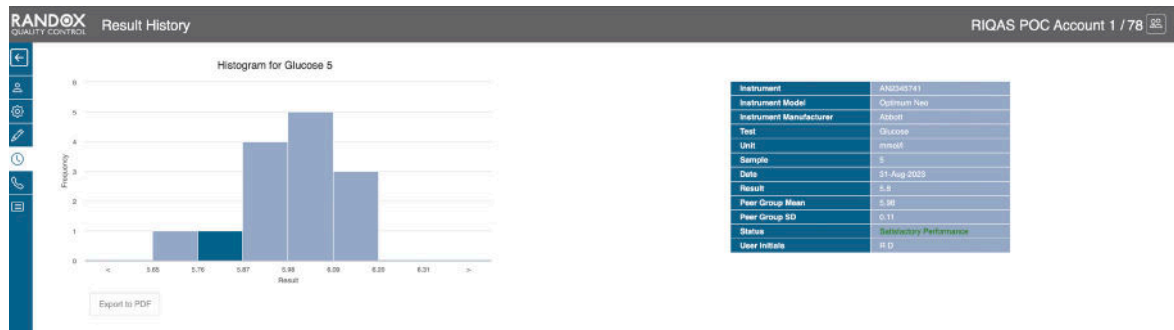 RANDOX
QUALITY CONTROL
Result History
RIQAS POC Account 1 / 78
Histogram for Glucose 5
6
5
4
3
2
1
0
Frequency
< 5.65 5.76 5.87 5.98 6.09 6.20 6.31 >
Result
Export to PDF
Instrument AN2345741
Instrument Model Optimum Neo
Instrument Manufacturer Abbott
Test Glucose
Unit mmol/l
Sample 5
Date 31-Aug-2023
Result 5.8
Peer Group Mean 5.98
Peer Group SD 0.11
Status Satisfactory Performance
User Initials R D